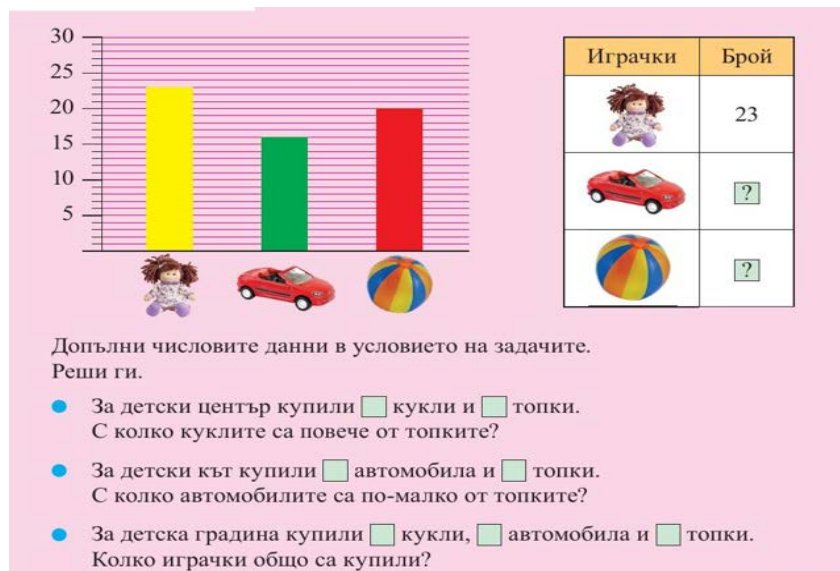 30
25
20
15
10
5
Играчки Брой
23
?
?
Допълни числовите данни в условието на задачите.
Реши ги.
За детски център купили кукли и топки.
С колко куклите са повече от топките?
За детски кът купили автомобила и топки.
С колко автомобилите са по-малко от топките?
За детска градина купили кукли, автомобила и топки.
Колко играчки общо са купили?